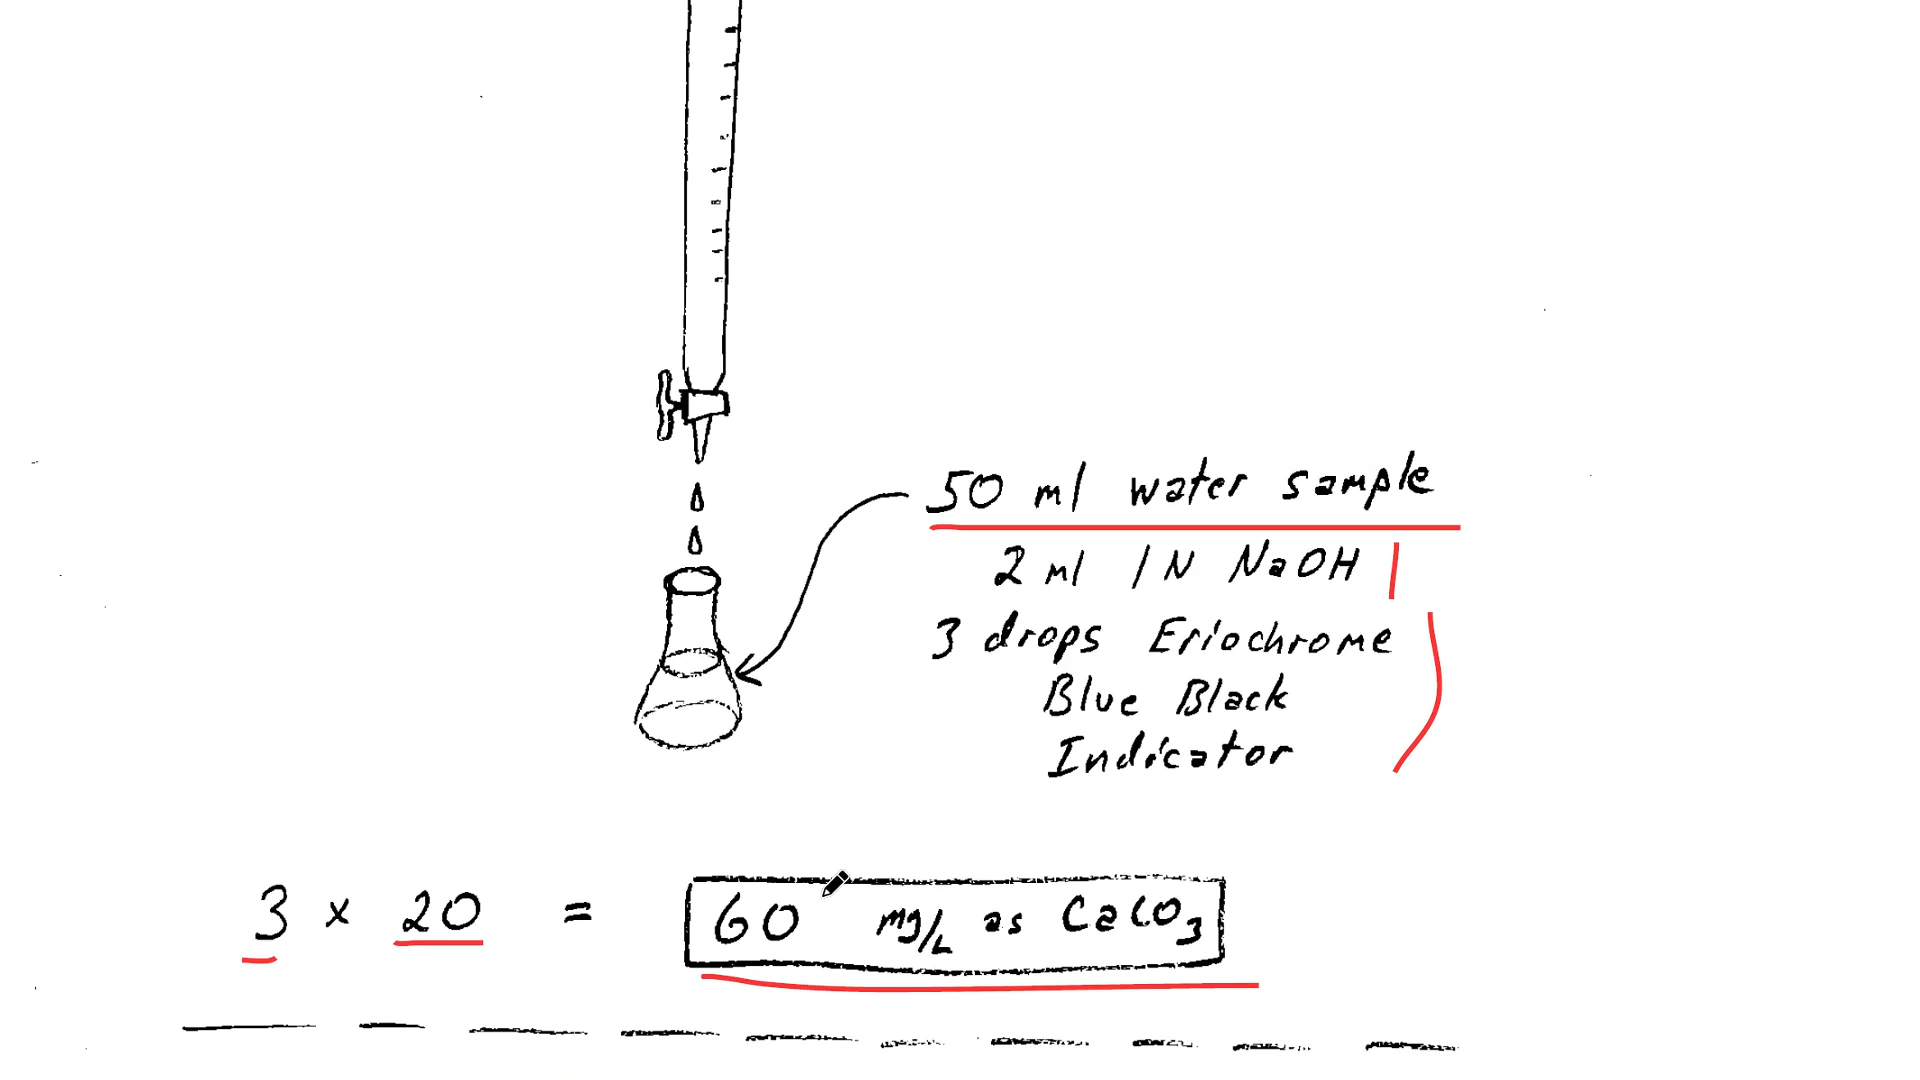 50 ml water sample
2 ml 1N NaOH
3 drops Eriochrome
Blue Black
Indicator
3 x 20 = 60 mg/L as CaCO3